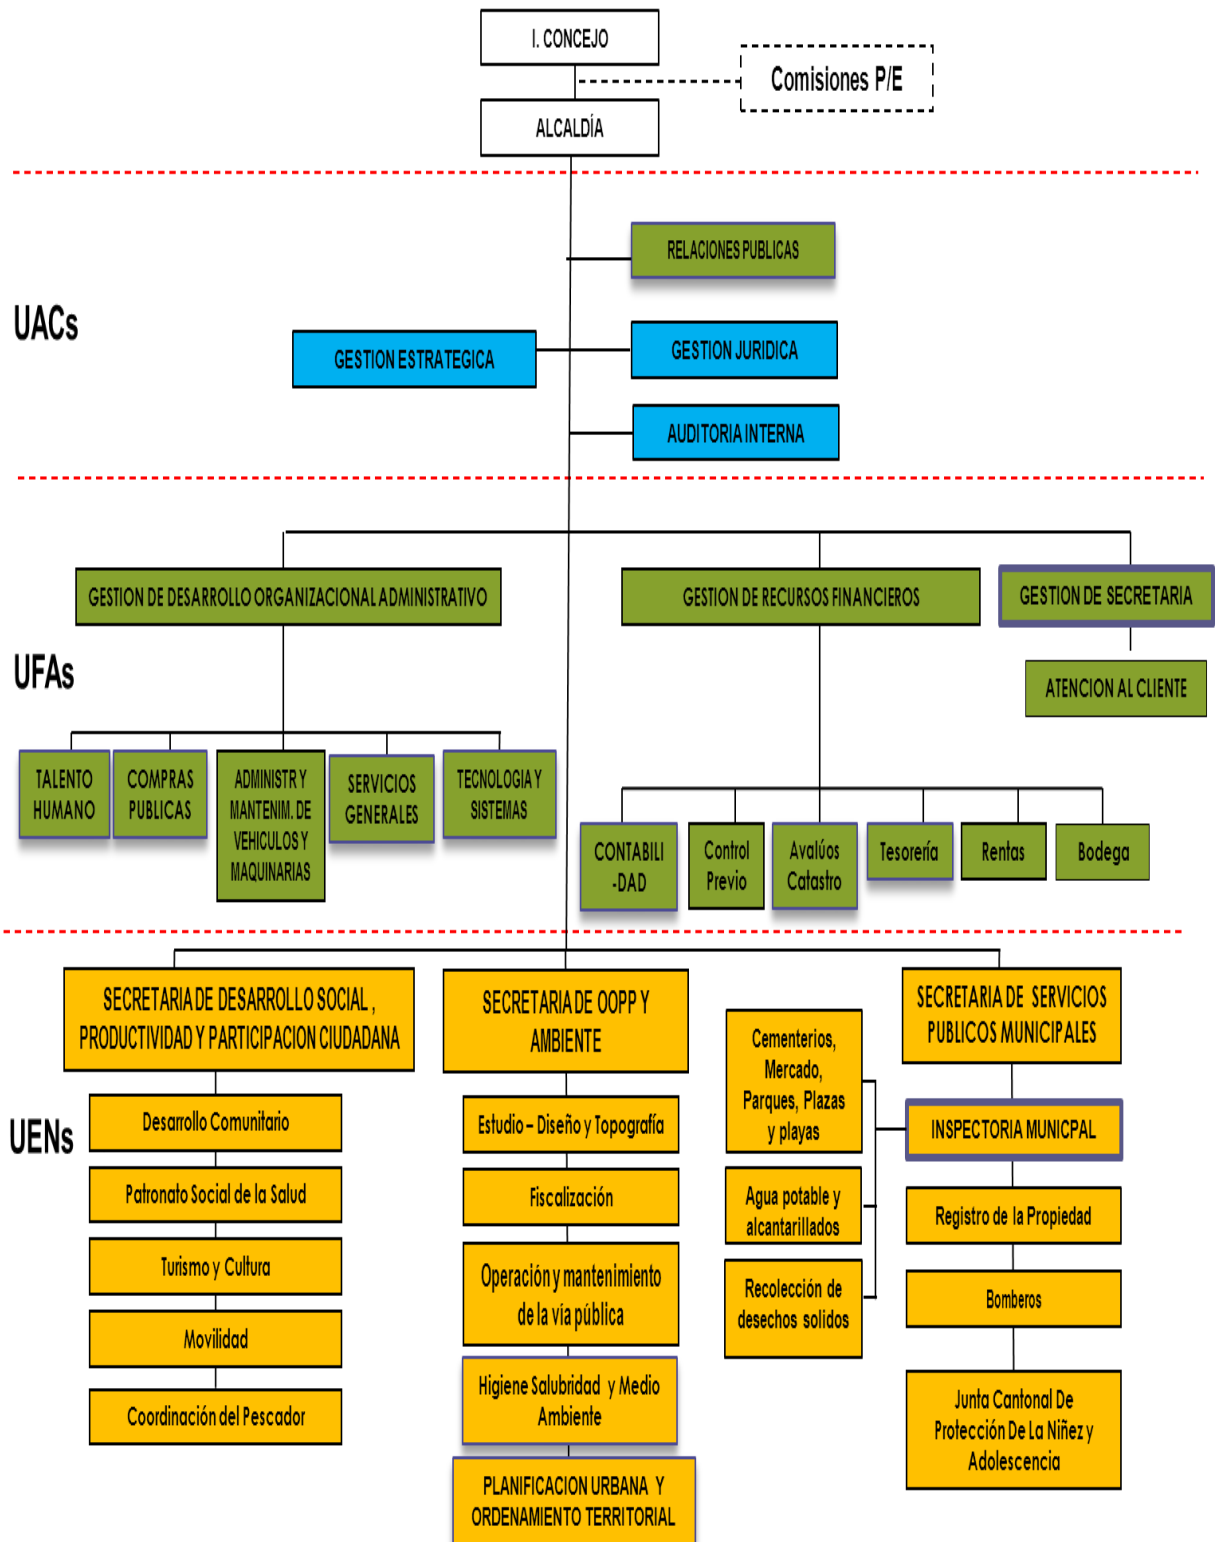 I. CONCEJO
Comisiones P/E
ALCALDÍA
RELACIONES PUBLICAS
UACs
GESTION ESTRATEGICA
GESTION JURIDICA
AUDITORIA INTERNA
GESTION DE DESARROLLO ORGANIZACIONAL ADMINISTRATIVO
GESTION DE RECURSOS FINANCIEROS
GESTION DE SECRETARIA
UFAs
ATENCION AL CLIENTE
TALENTO
HUMANO
COMPRAS
PUBLICAS
ADMINISTR Y
MANTENIM. DE
VEHICULOS Y
MAQUINARIAS
SERVICIOS
GENERALES
TECNOLOGIA Y
SISTEMAS
CONTABILI
-DAD
Control
Previo
Avalúos
Catastro
Tesorería
Rentas
Bodega
SECRETARIA DE DESARROLLO SOCIAL ,
PRODUCTIVIDAD Y PARTICIPACION CIUDADANA
SECRETARIA DE OOPP Y
AMBIENTE
SECRETARIA DE SERVICIOS
PUBLICOS MUNICIPALES
UENs
Desarrollo Comunitario
Patronato Social de la Salud
Turismo y Cultura
Movilidad
Coordinación del Pescador
Estudio – Diseño y Topografía
Fiscalización
Operación y mantenimiento
de la vía pública
Higiene Salubridad y Medio
Ambiente
PLANIFICACION URBANA Y
ORDENAMIENTO TERRITORIAL
Cementerios,
Mercado,
Parques, Plazas
y playas
Agua potable y
alcantarillados
Recolección de
desechos solidos
INSPECTORIA MUNICPAL
Registro de la Propiedad
Bomberos
Junta Cantonal De
Protección De La Niñez y
Adolescencia